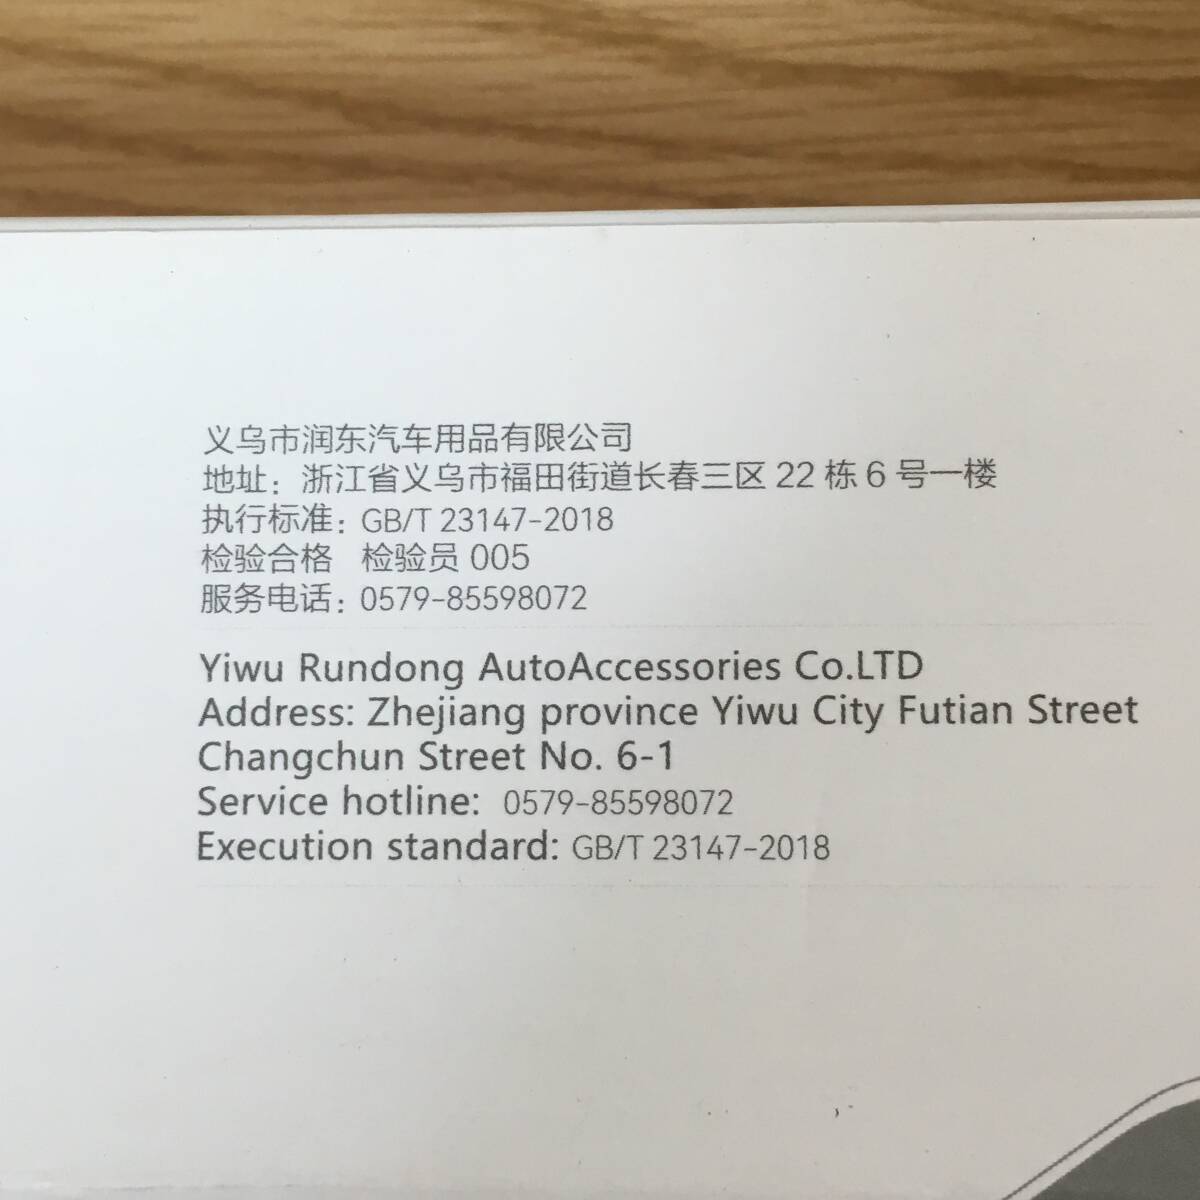 义乌市润东汽车用品有限公司
地址：浙江省义乌市福田街道长春三区 22 栋 6 号一楼
执行标准：GB/T 23147-2018
检验合格 检验员 005
服务电话：0579-85598072
Yiwu Rundong AutoAccessories Co.LTD
Address: Zhejiang province Yiwu City Futian Street
Changchun Street No. 6-1
Service hotline: 0579-85598072
Execution standard: GB/T 23147-2018